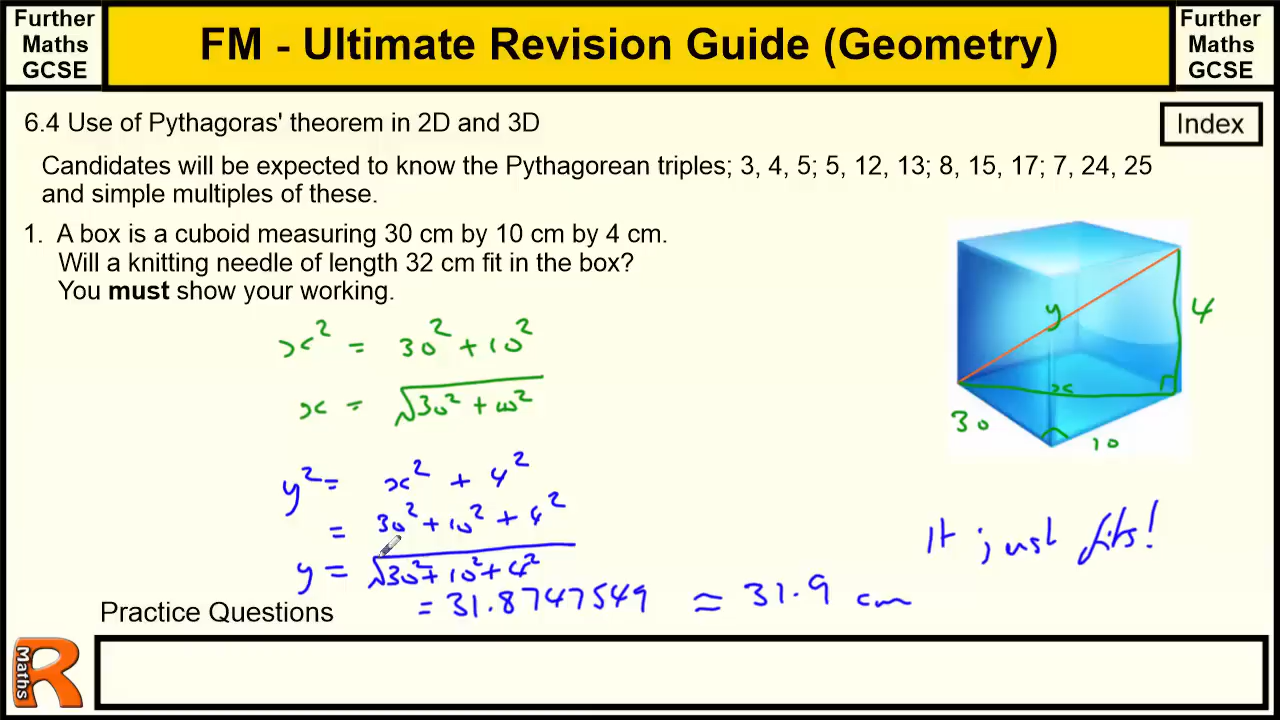 Further
Maths
GCSE
FM - Ultimate Revision Guide (Geometry)
Further
Maths
GCSE
6.4 Use of Pythagoras' theorem in 2D and 3D
Index
Candidates will be expected to know the Pythagorean triples; 3, 4, 5; 5, 12, 13; 8, 15, 17; 7, 24, 25
and simple multiples of these.
1. A box is a cuboid measuring 30 cm by 10 cm by 4 cm.
Will a knitting needle of length 32 cm fit in the box?
You must show your working.
x² = 30² + 10²
x = √30² + 10²
y² = x² + 4²
= 30² + 10² + 4²
y = √30² + 10² + 4²
= 31.8747549 ≈ 31.9 cm
y
4
x
30
10
It just fits!
Practice Questions
R
Maths